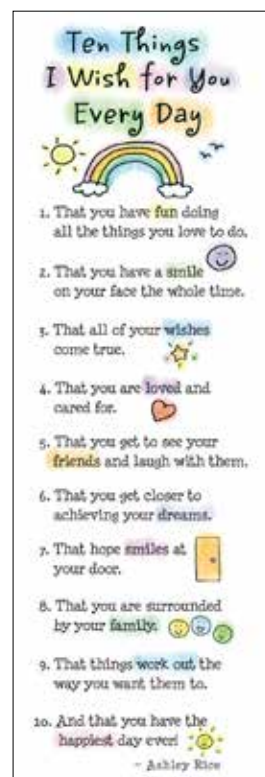 Ten Things
I Wish for You
Every Day
1. That you have fun doing
all the things you love to do.
2. That you have a smile
on your face the whole time.
3. That all of your wishes
come true.
4. That you are loved and
cared for.
5. That you get to see your
friends and laugh with them.
6. That you get closer to
achieving your dreams.
7. That hope smiles at
your door.
8. That you are surrounded
by your family.
9. That things work out the
way you want them to.
10. And that you have the
happiest day ever!
~ Ashley Rice